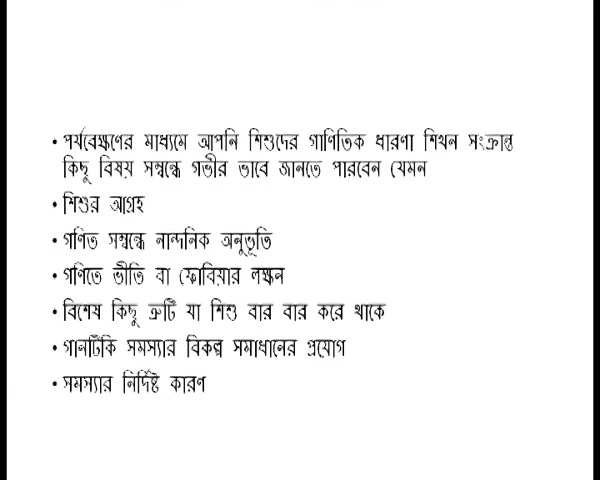 • পর্যবেক্ষণের মাধ্যমে আপনি শিশুদের গাণিতিক ধারণা শিখন সংক্রান্ত
কিছু বিষয় সম্বন্ধে গভীর ভাবে জানতে পারবেন যেমন
• শিশুর আগ্রহ
• গণিত সম্বন্ধে নান্দনিক অনুভূতি
• গণিতে ভীতি বা ফোবিয়ার লক্ষন
• বিশেষ কিছু ত্রুটি যা শিশু বার বার করে থাকে
• গানটিকি সমস্যার বিকল্প সমাধানের প্রযোগ
• সমস্যার নির্দিষ্ট কারণ